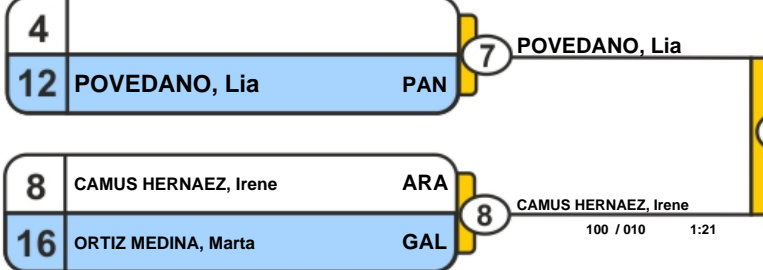 4
12 POVEDANO, Lia PAN
7 POVEDANO, Lia
8 CAMUS HERNAEZ, Irene ARA
16 ORTIZ MEDINA, Marta GAL
8 CAMUS HERNAEZ, Irene
100 / 010 1:21